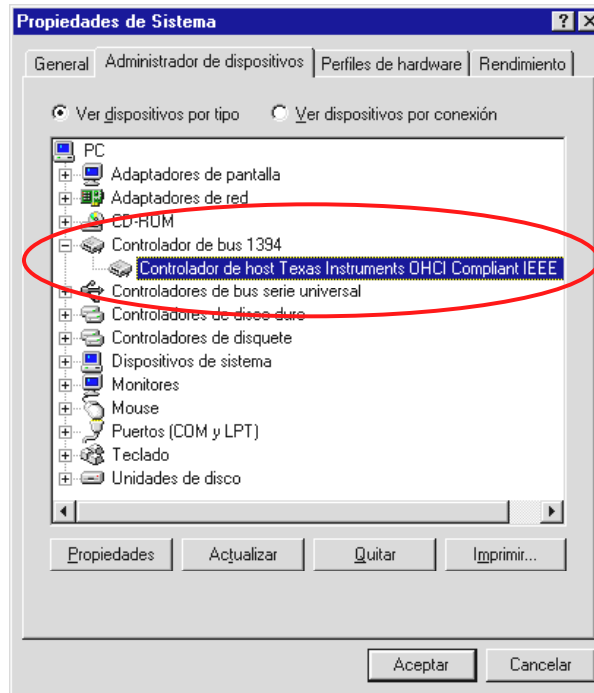 Propiedades de Sistema
General Administrador de dispositivos Perfiles de hardware Rendimiento
Ver dispositivos por tipo Ver dispositivos por conexión
PC
Adaptadores de pantalla
Adaptadores de red
CD-ROM
Controlador de bus 1394
Controlador de host Texas Instruments OHCI Compliant IEEE
Controladores de bus serie universal
Controladores de disco duro
Controladores de disquete
Dispositivos de sistema
Monitores
Mouse
Puertos (COM y LPT)
Teclado
Unidades de disco
Propiedades Actualizar Quitar Imprimir...
Aceptar Cancelar